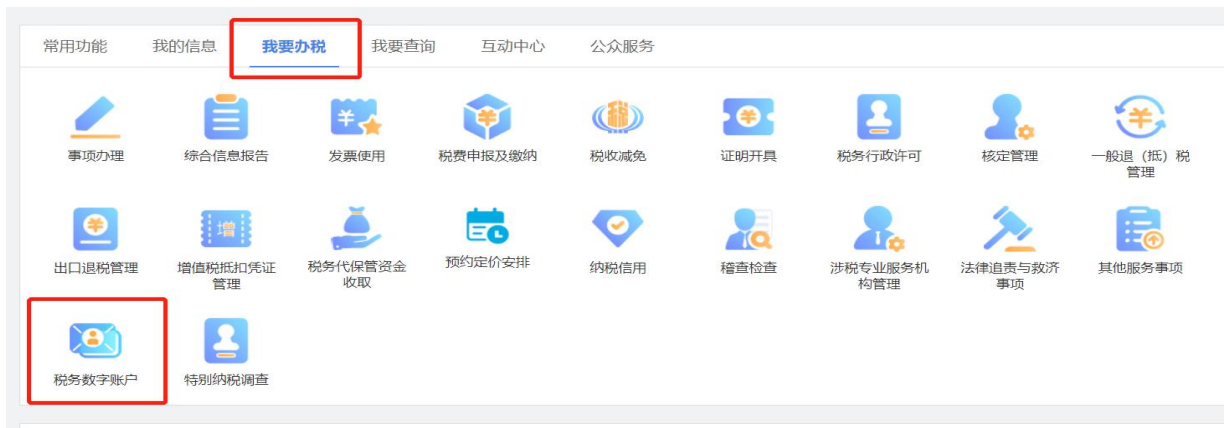 常用功能 我的信息 我要办税 我要查询 互动中心 公众服务
事项办理 综合信息报告 发票使用 税费申报及缴纳 税收减免 证明开具 税务行政许可 核定管理 一般退（抵）税
管理
出口退税管理 增值税抵扣凭证 税务代保管资金 预约定价安排 纳税信用 稽查检查 涉税专业服务机 法律追责与救济 其他服务事项
管理 收取 构管理 事项
税务数字账户 特别纳税调查